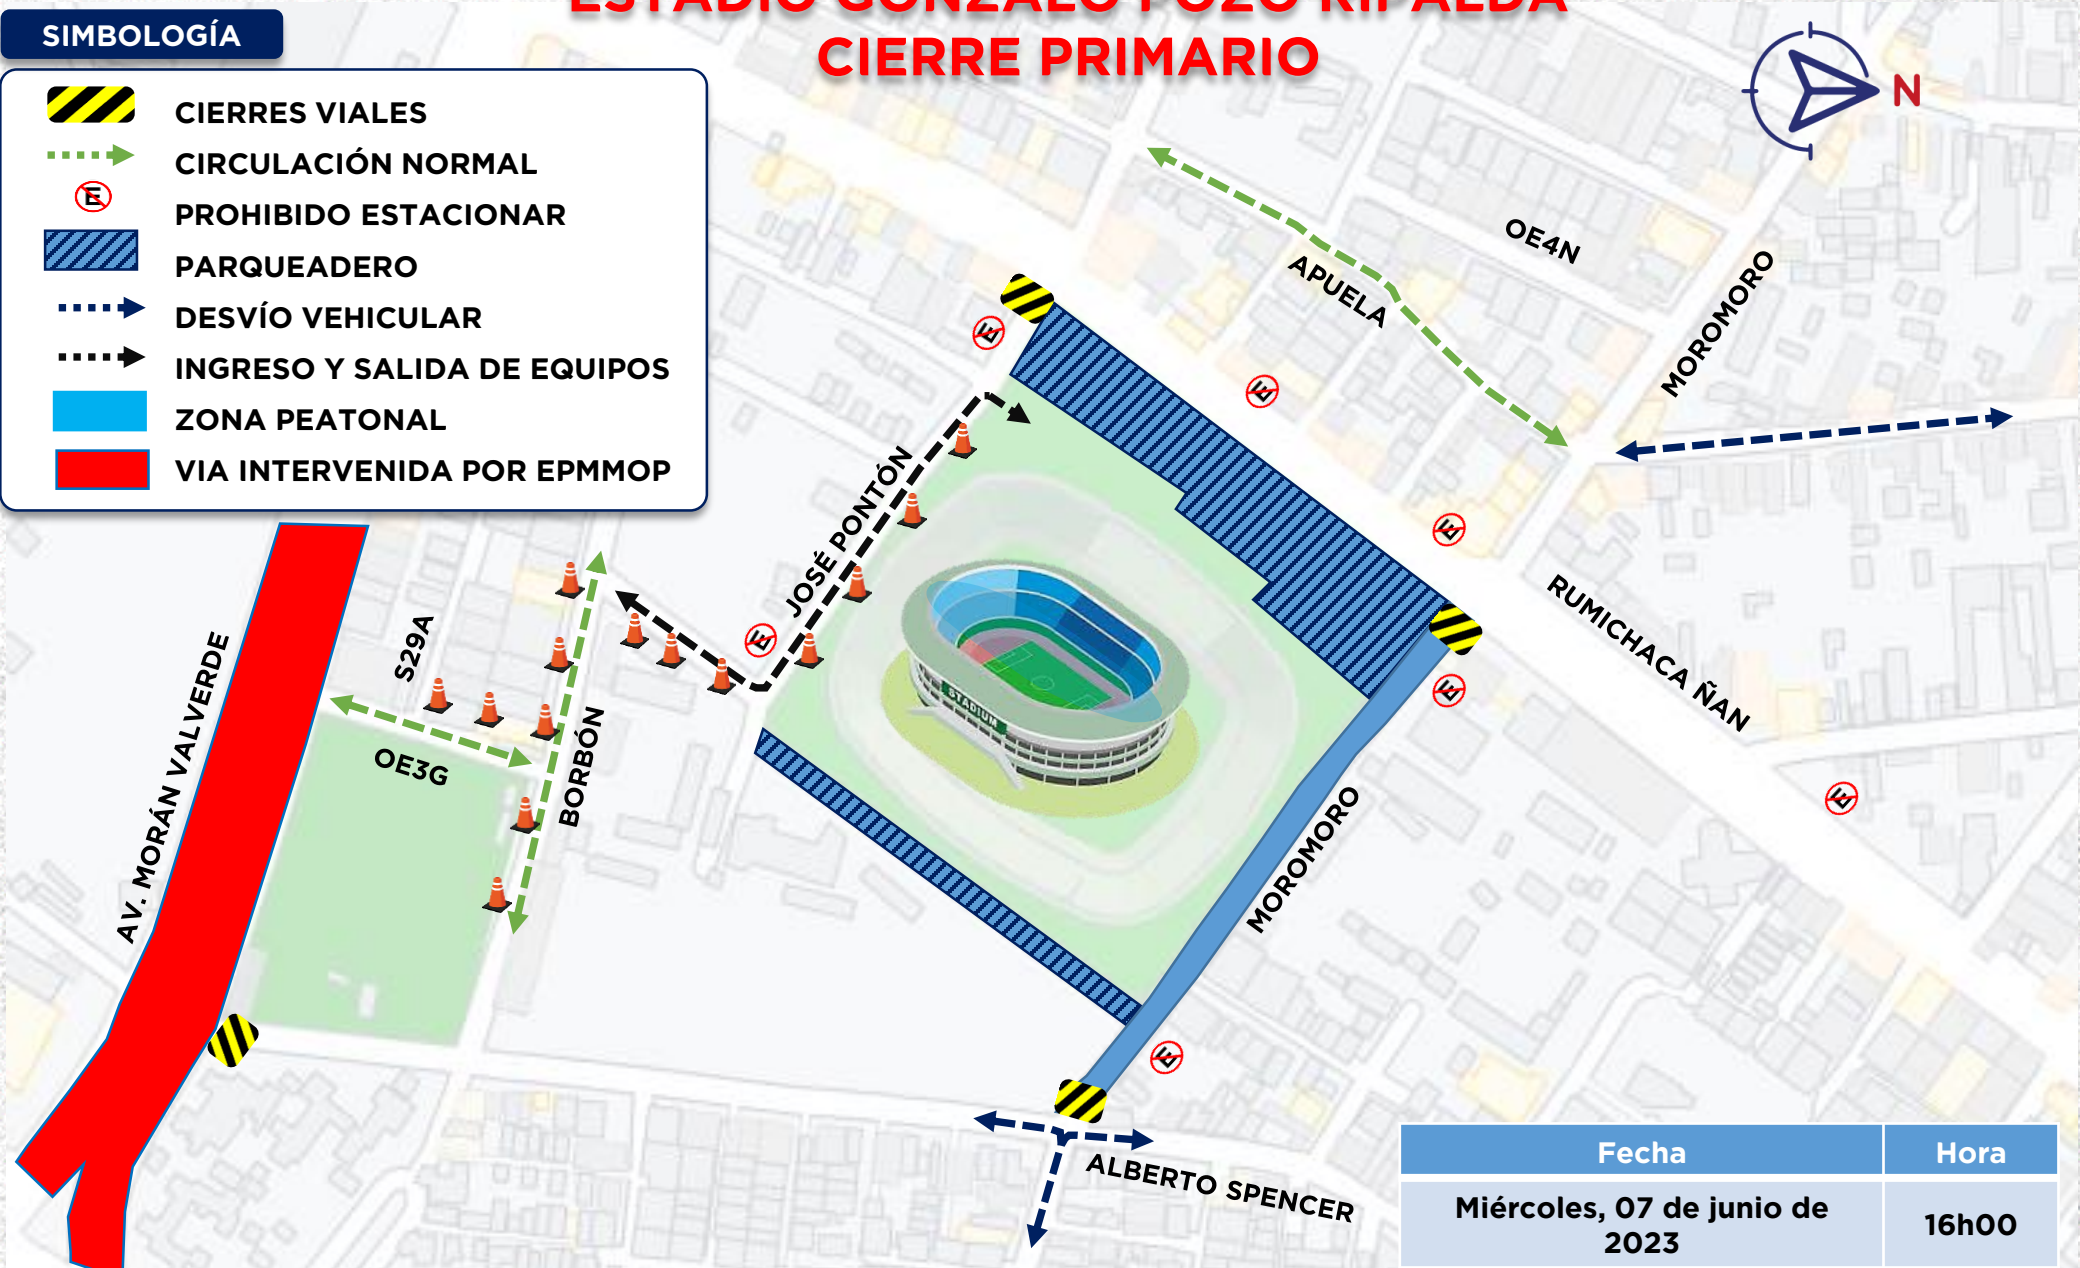 ESTADIO GONZALO POZO RIPALDA
CIERRE PRIMARIO
SIMBOLOGÍA
CIERRES VIALES
CIRCULACIÓN NORMAL
E
PROHIBIDO ESTACIONAR
PARQUEADERO
DESVÍO VEHICULAR
INGRESO Y SALIDA DE EQUIPOS
ZONA PEATONAL
VIA INTERVENIDA POR EPMMOP
N
OE4N
APUELA
MOROMORO
E
E
E
JOSÉ PONTÓN
RUMICHACA ÑAN
S29A
E
E
AV. MORÁN VALVERDE
STADIUM
OE3G
BORBÓN
MOROMORO
E
E
ALBERTO SPENCER
Fecha
Hora
Miércoles, 07 de junio de
2023
16h00